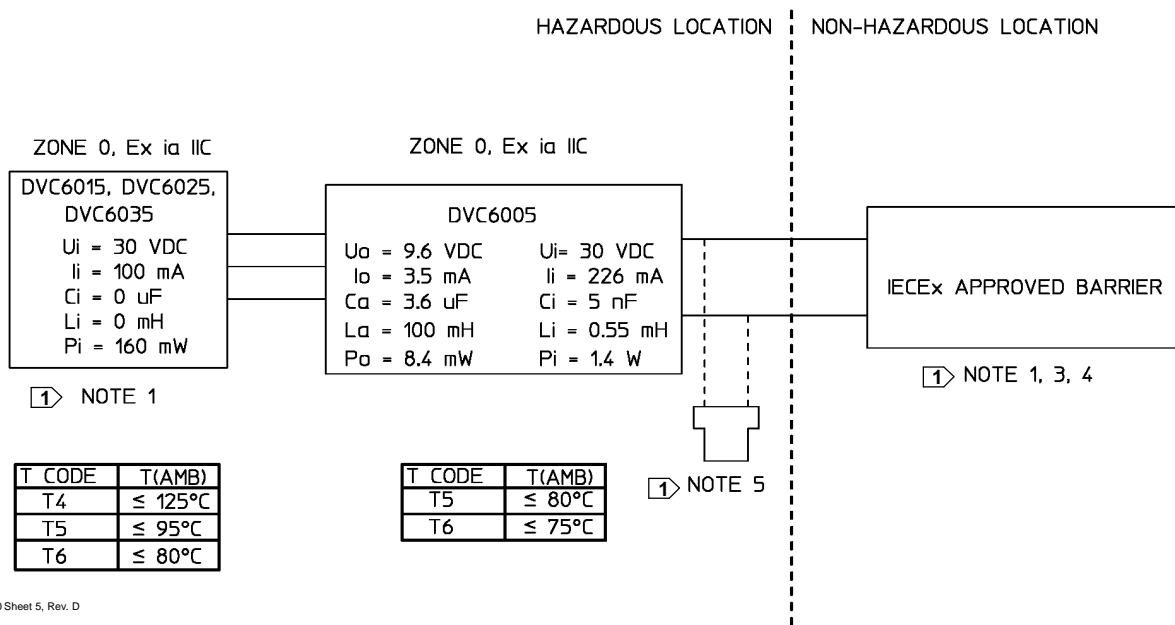 HAZARDOUS LOCATION
NON-HAZARDOUS LOCATION
ZONE 0, Ex ia IIC
DVC6015, DVC6025,
DVC6035
Ui = 30 VDC
Ii = 100 mA
Ci = 0 uF
Li = 0 mH
Pi = 160 mW
1 NOTE 1
ZONE 0, Ex ia IIC
DVC6005
Uo = 9.6 VDC Ui= 30 VDC
Io = 3.5 mA Ii = 226 mA
Ca = 3.6 uF Ci = 5 nF
La = 100 mH Li = 0.55 mH
Po = 8.4 mW Pi = 1.4 W
IECEx APPROVED BARRIER
1 NOTE 1, 3, 4
1 NOTE 5
T CODE T(AMB)
T4 ≤ 125°C
T5 ≤ 95°C
T6 ≤ 80°C
T CODE T(AMB)
T5 ≤ 80°C
T6 ≤ 75°C
Sheet 5, Rev. D